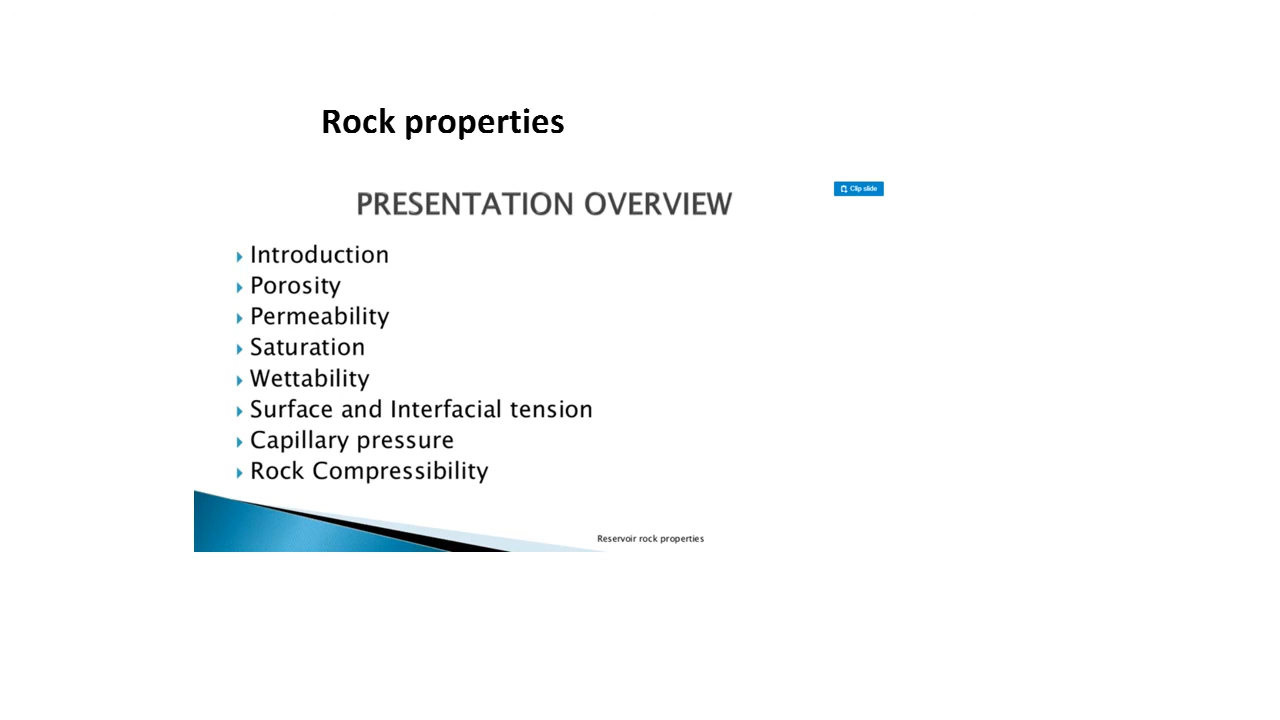 Rock properties
Clip slide
PRESENTATION OVERVIEW
Introduction
Porosity
Permeability
Saturation
Wettability
Surface and Interfacial tension
Capillary pressure
Rock Compressibility
Reservoir rock properties